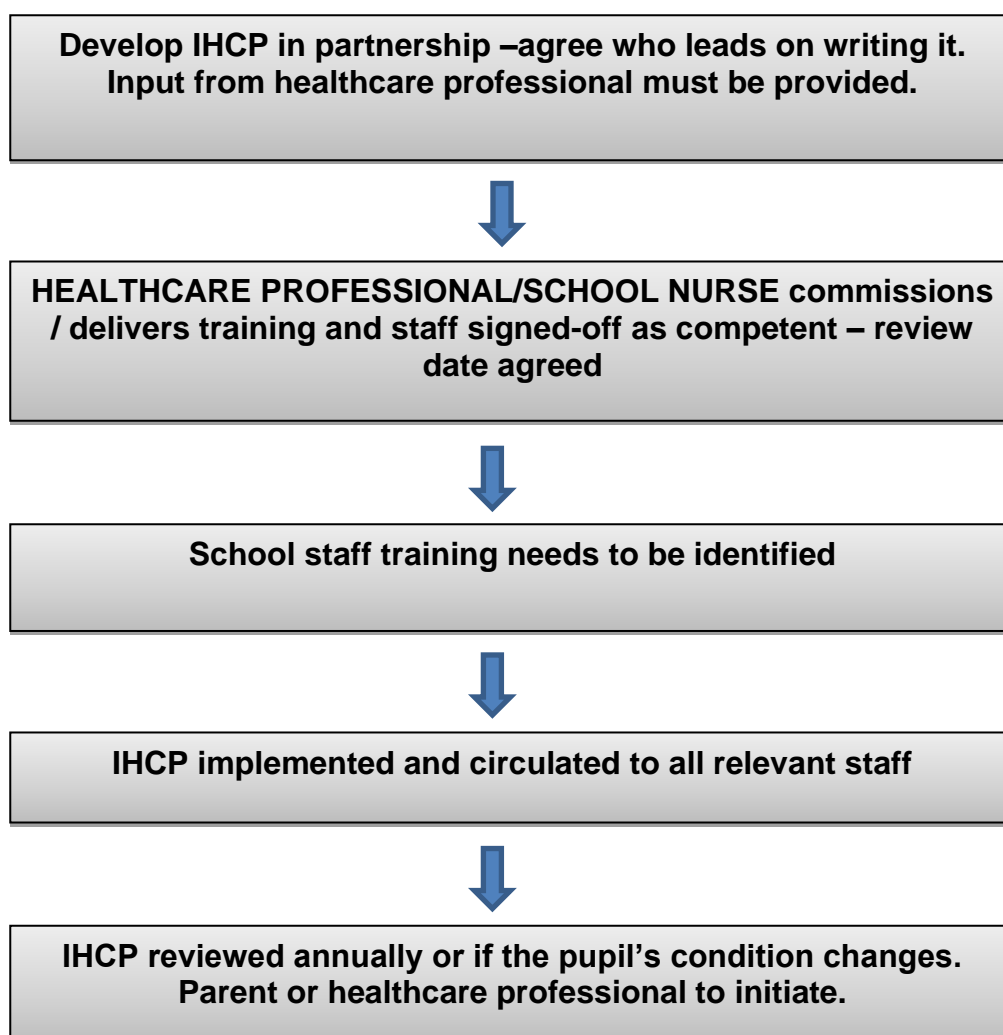 Develop IHCP in partnership –agree who leads on writing it.
Input from healthcare professional must be provided.
HEALTHCARE PROFESSIONAL/SCHOOL NURSE commissions
/ delivers training and staff signed-off as competent – review
date agreed
School staff training needs to be identified
IHCP implemented and circulated to all relevant staff
IHCP reviewed annually or if the pupil’s condition changes.
Parent or healthcare professional to initiate.